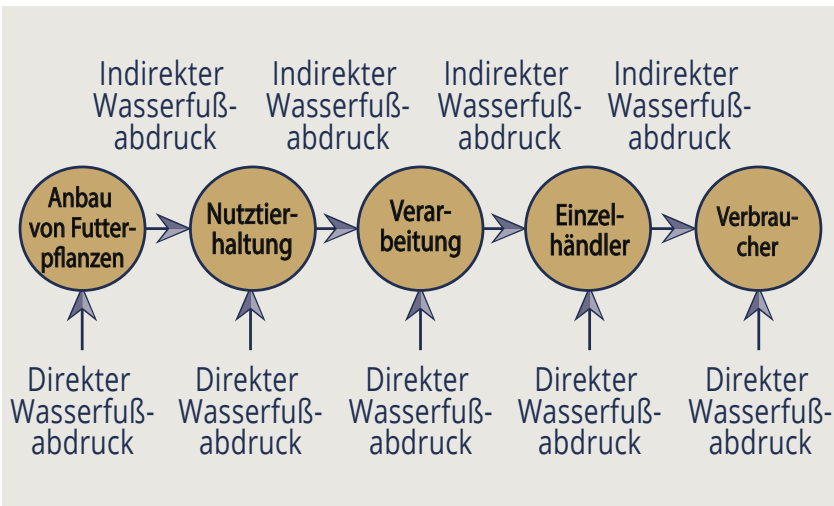 Indirekter
Wasserfuß-
abdruck
Indirekter
Wasserfuß-
abdruck
Indirekter
Wasserfuß-
abdruck
Indirekter
Wasserfuß-
abdruck
Anbau
von Futter-
pflanzen
Nutztier-
haltung
Verar-
beitung
Einzel-
händler
Verbrau-
cher
Direkter
Wasserfuß-
abdruck
Direkter
Wasserfuß-
abdruck
Direkter
Wasserfuß-
abdruck
Direkter
Wasserfuß-
abdruck
Direkter
Wasserfuß-
abdruck